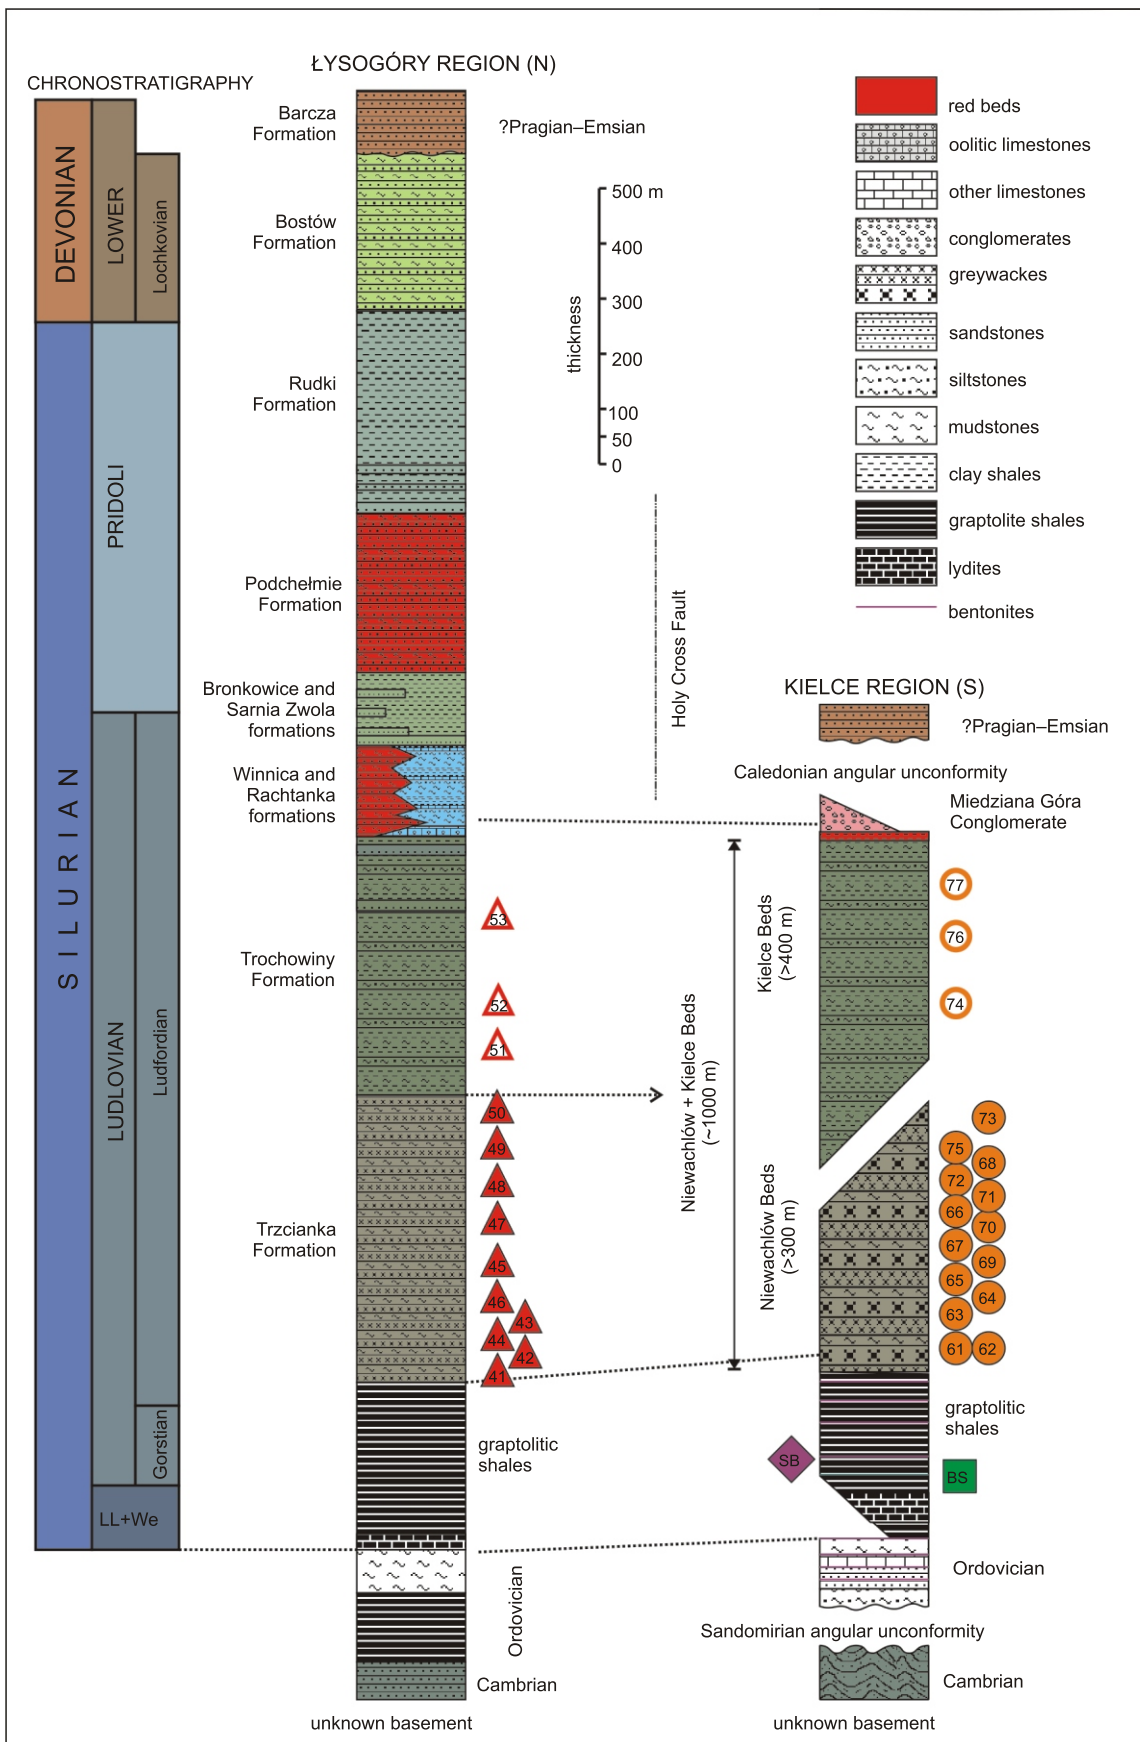 ŁYSOGÓRY REGION (N)
CHRONOSTRATIGRAPHY
DEVONIAN
LOWER
Lochkovian
SILURIAN
PRIDOLI
LUDLOVIAN
Ludfordian
Gorstian
LL+We
Barcza
Formation
?Pragian–Emsian
Bostów
Formation
Rudki
Formation
Podchełmie
Formation
Bronkowice and
Sarnia Zwola
formations
Winnica and
Rachtanka
formations
Trochowiny
Formation
Trzcianka
Formation
graptolitic
shales
Ordovician
Cambrian
unknown basement
53
52
51
50
49
48
47
45
46
43
44
42
41
thickness
500 m
400
300
200
100
50
0
Holy Cross Fault
red beds
oolitic limestones
other limestones
conglomerates
greywackes
sandstones
siltstones
mudstones
clay shales
graptolite shales
lydites
bentonites
KIELCE REGION (S)
?Pragian–Emsian
Caledonian angular unconformity
Miedziana Góra
Conglomerate
Kielce Beds
(>400 m)
Niewachlów + Kielce Beds
(~1000 m)
Niewachlów Beds
(>300 m)
77
76
74
73
75
68
72
71
66
70
67
69
65
64
63
61
62
graptolitic
shales
SB
BS
Ordovician
Sandomirian angular unconformity
Cambrian
unknown basement